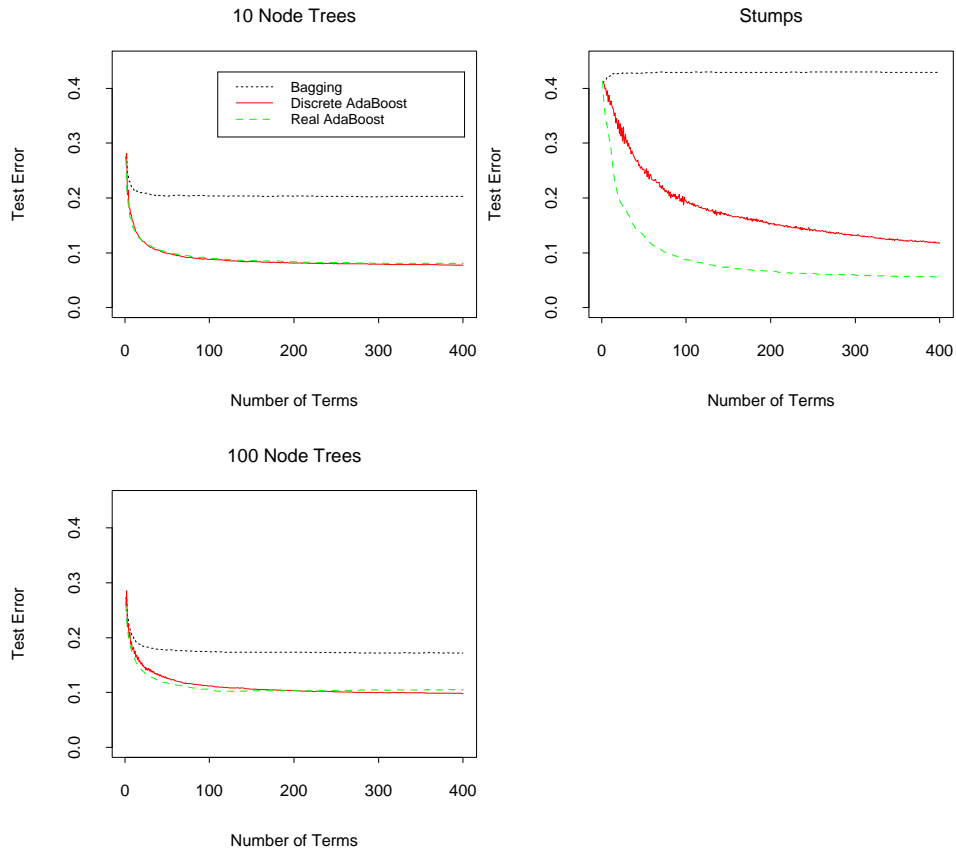 10 Node Trees
Bagging
Discrete AdaBoost
Real AdaBoost
Test Error
0.0 0.1 0.2 0.3 0.4
0 100 200 300 400
Number of Terms
Stumps
Test Error
0.0 0.1 0.2 0.3 0.4
0 100 200 300 400
Number of Terms
100 Node Trees
Test Error
0.0 0.1 0.2 0.3 0.4
0 100 200 300 400
Number of Terms